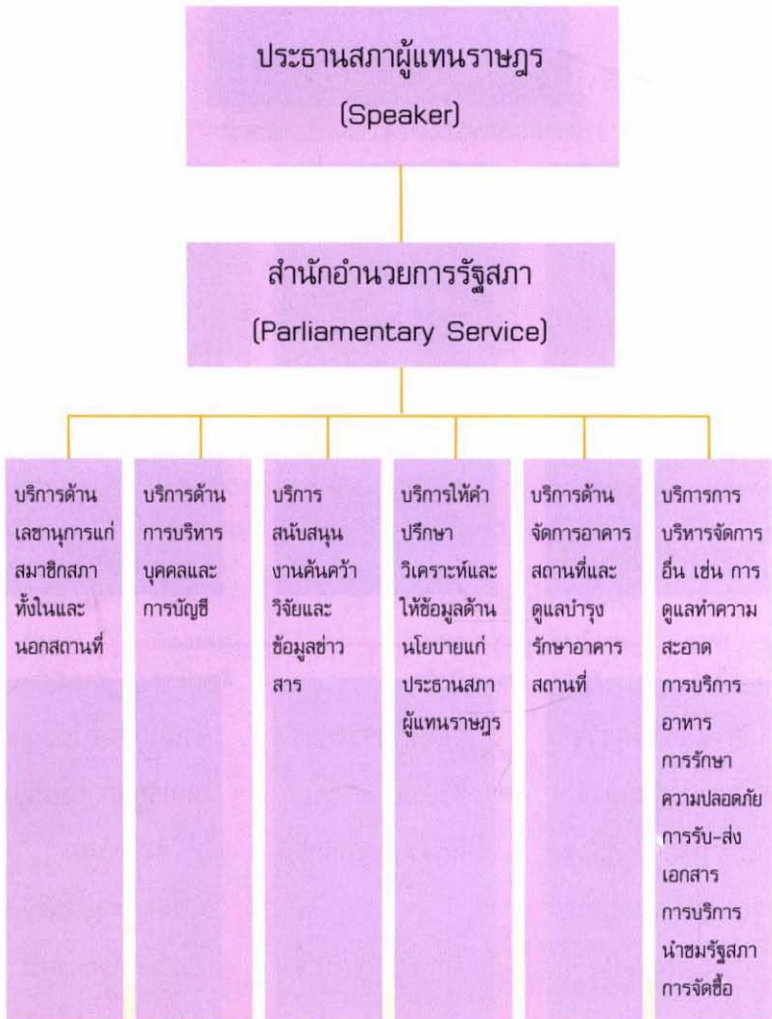 ประธานสภาผู้แทนราษฎร
(Speaker)
สำนักอำนวยการรัฐสภา
(Parliamentary Service)
บริการด้าน
เลขานุการแก่
สมาชิกสภา
ทั้งในและ
นอกสถานที่
บริการด้าน
การบริหาร
บุคคลและ
การบัญชี
บริการ
สนับสนุน
งานค้นคว้า
วิจัยและ
ข้อมูลข่าว
สาร
บริการให้คำ
ปรึกษา
วิเคราะห์และ
ให้ข้อมูลด้าน
นโยบายแก่
ประธานสภา
ผู้แทนราษฎร
บริการด้าน
จัดการอาคาร
สถานที่และ
ดูแลบำรุง
รักษาอาคาร
สถานที่
บริการการ
บริหารจัดการ
อื่น เช่น การ
ดูแลทำความ
สะอาด
การบริการ
อาหาร
การรักษา
ความปลอดภัย
การรับ-ส่ง
เอกสาร
การบริการ
นำชมรัฐสภา
การจัดซื้อ